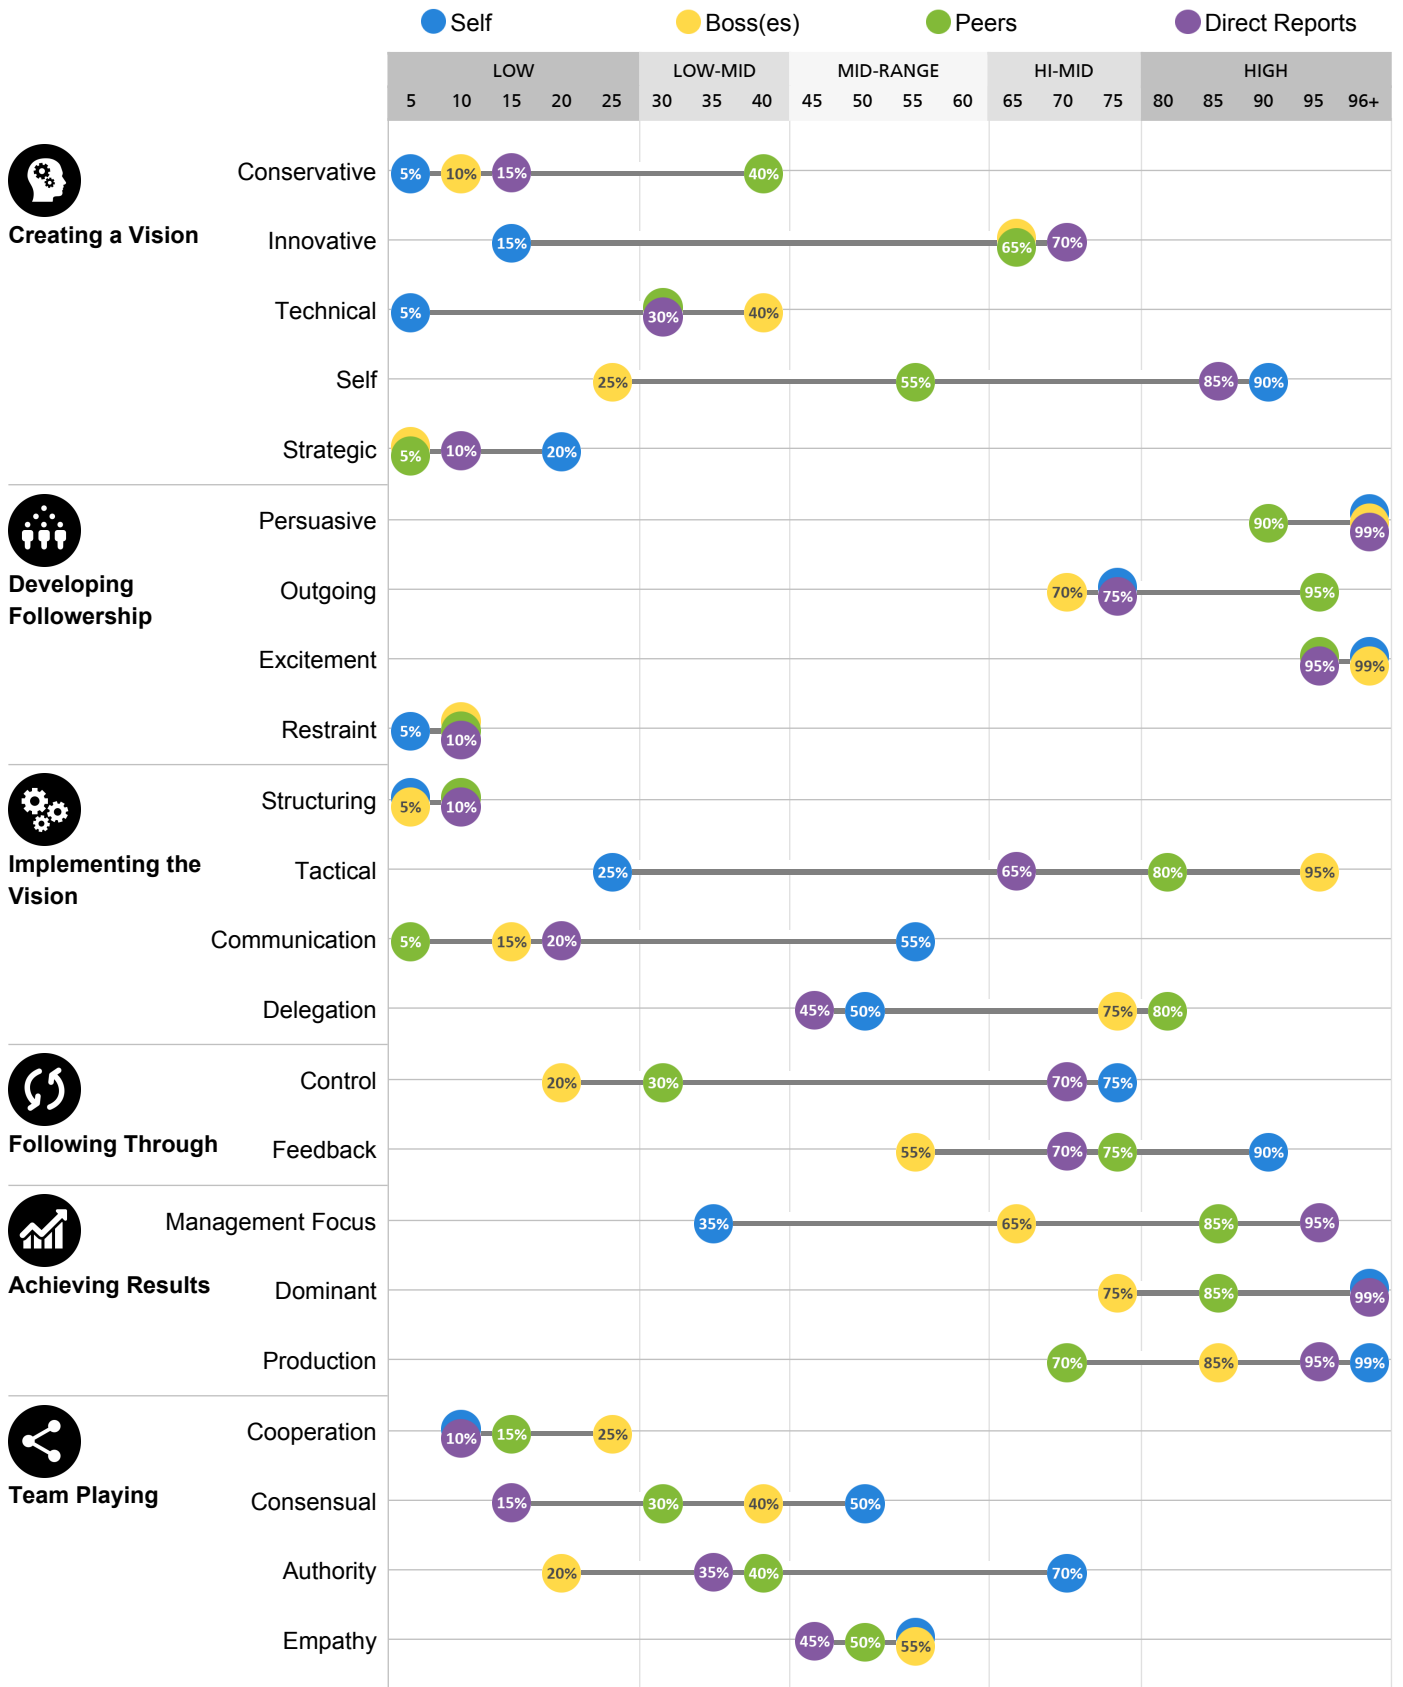 Self Boss(es) Peers Direct Reports
LOW LOW-MID MID-RANGE HI-MID HIGH
5 10 15 20 25 30 35 40 45 50 55 60 65 70 75 80 85 90 95 96+
Creating a Vision
Conservative 5% 10% 15% 40%
Innovative 15% 65% 70%
Technical 5% 30% 40%
Self 25% 55% 85% 90%
Strategic 5% 10% 20%
Developing
Followership
Persuasive 90% 99%
Outgoing 70% 75% 95%
Excitement 95% 99%
Restraint 5% 10%
Implementing the
Vision
Structuring 5% 10%
Tactical 25% 65% 80% 95%
Communication 5% 15% 20% 55%
Delegation 45% 50% 75% 80%
Following Through
Control 20% 30% 70% 75%
Feedback 55% 70% 75% 90%
Achieving Results
Management Focus 35% 65% 85% 95%
Dominant 75% 85% 99%
Production 70% 85% 95% 99%
Team Playing
Cooperation 10% 15% 25%
Consensual 15% 30% 40% 50%
Authority 20% 35% 40% 70%
Empathy 45% 50% 55%